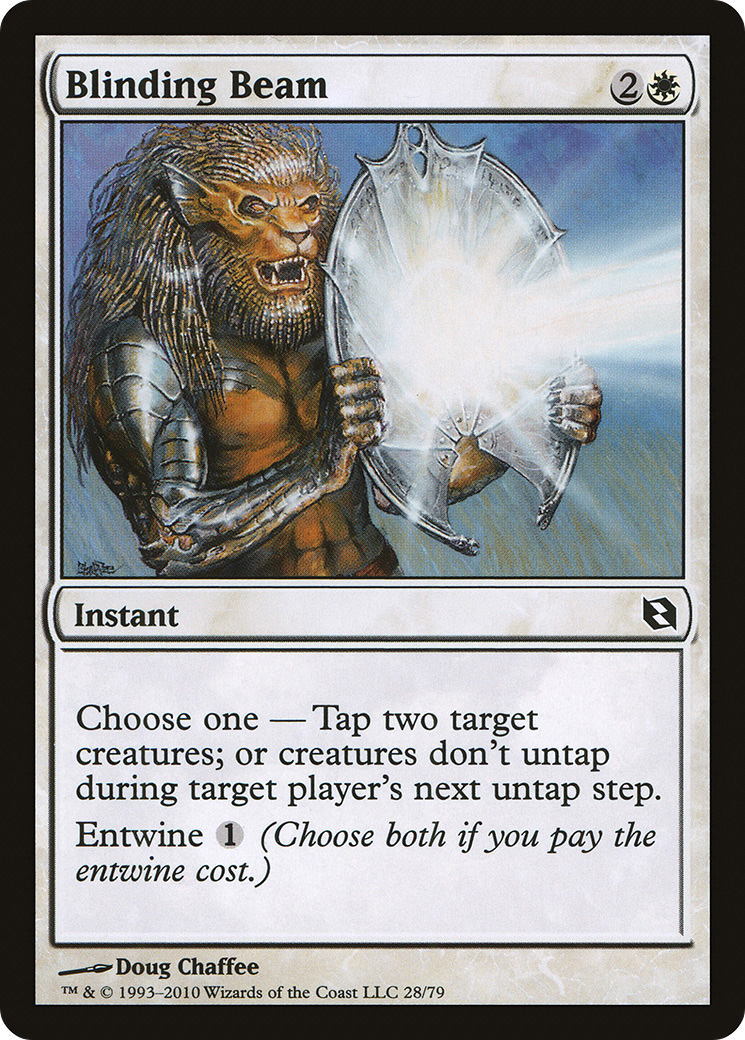 Blinding Beam 2
Instant
Choose one — Tap two target
creatures; or creatures don't untap
during target player's next untap step.
Entwine 1 (Choose both if you pay the
entwine cost.)
Doug Chaffee
™ & © 1993–2010 Wizards of the Coast LLC 28/79